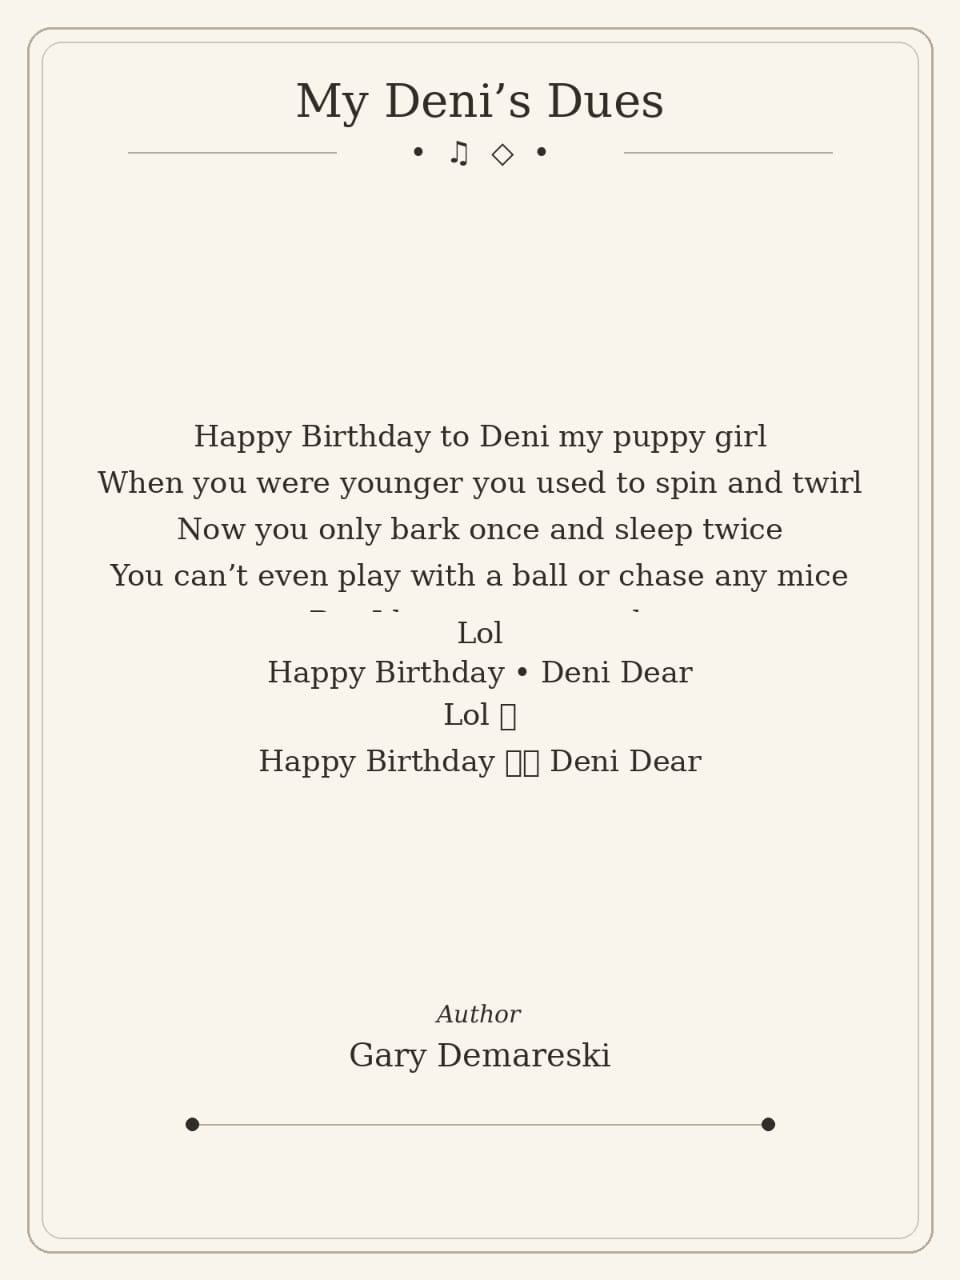 My Deni’s Dues
• ♫ ◇ •
Happy Birthday to Deni my puppy girl
When you were younger you used to spin and twirl
Now you only bark once and sleep twice
You can’t even play with a ball or chase any mice
Lol
Happy Birthday • Deni Dear
Lol
Happy Birthday Deni Dear
Author
Gary Demareski